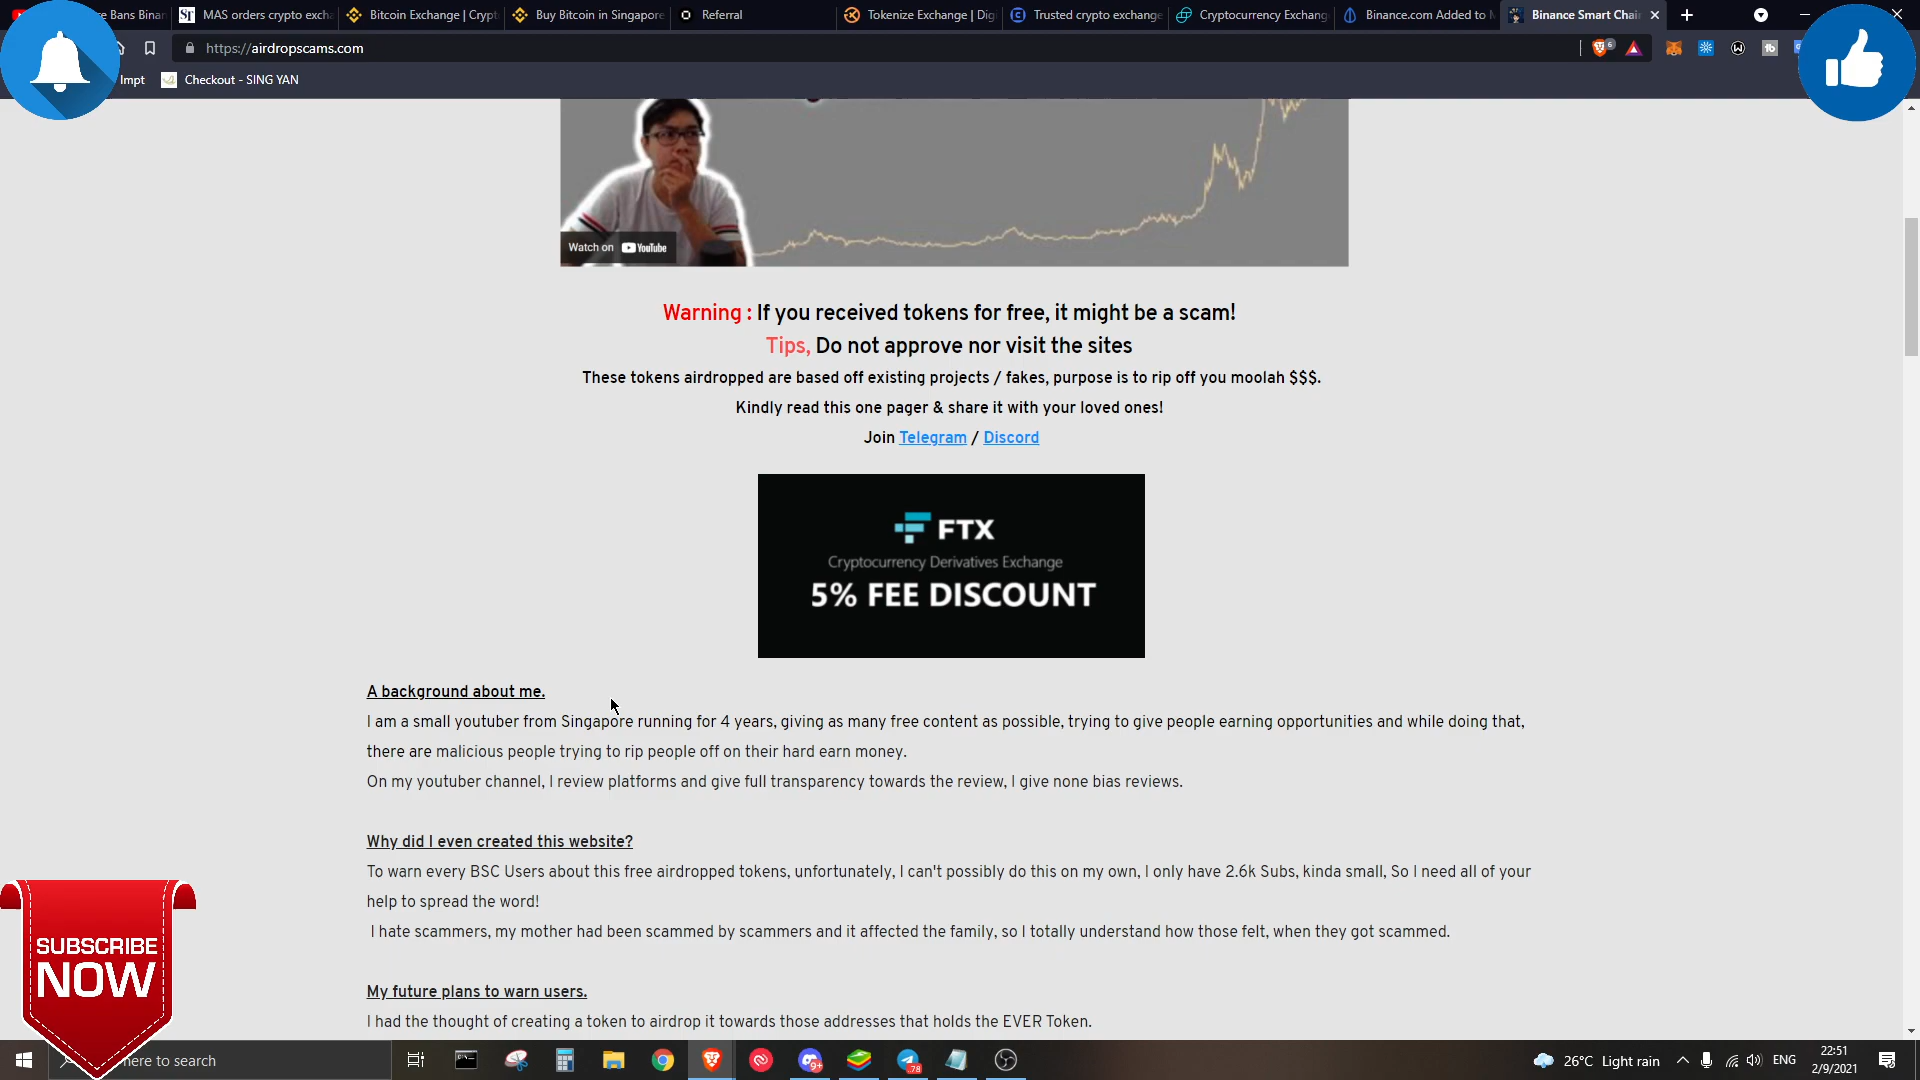 ce Bans Binan
ST MAS orders crypto excha
Bitcoin Exchange | Crypt
Buy Bitcoin in Singapore
Referral
Tokenize Exchange | Digi
Trusted crypto exchange
Cryptocurrency Exchang
Binance.com Added to M
Binance Smart Chai
https://airdropscams.com
6
Impt
Checkout - SING YAN
Watch on YouTube
Warning : If you received tokens for free, it might be a scam!
Tips, Do not approve nor visit the sites
These tokens airdropped are based off existing projects / fakes, purpose is to rip off you moolah $$$.
Kindly read this one pager & share it with your loved ones!
Join Telegram / Discord
FTX
Cryptocurrency Derivatives Exchange
5% FEE DISCOUNT
A background about me.
I am a small youtuber from Singapore running for 4 years, giving as many free content as possible, trying to give people earning opportunities and while doing that,
there are malicious people trying to rip people off on their hard earn money.
On my youtuber channel, I review platforms and give full transparency towards the review, I give none bias reviews.
Why did I even created this website?
To warn every BSC Users about this free airdropped tokens, unfortunately, I can't possibly do this on my own, I only have 2.6k Subs, kinda small, So I need all of your
help to spread the word!
I hate scammers, my mother had been scammed by scammers and it affected the family, so I totally understand how those felt, when they got scammed.
My future plans to warn users.
I had the thought of creating a token to airdrop it towards those addresses that holds the EVER Token.
SUBSCRIBE
NOW
here to search
9+
78
26°C Light rain
ENG
22:51
2/9/2021